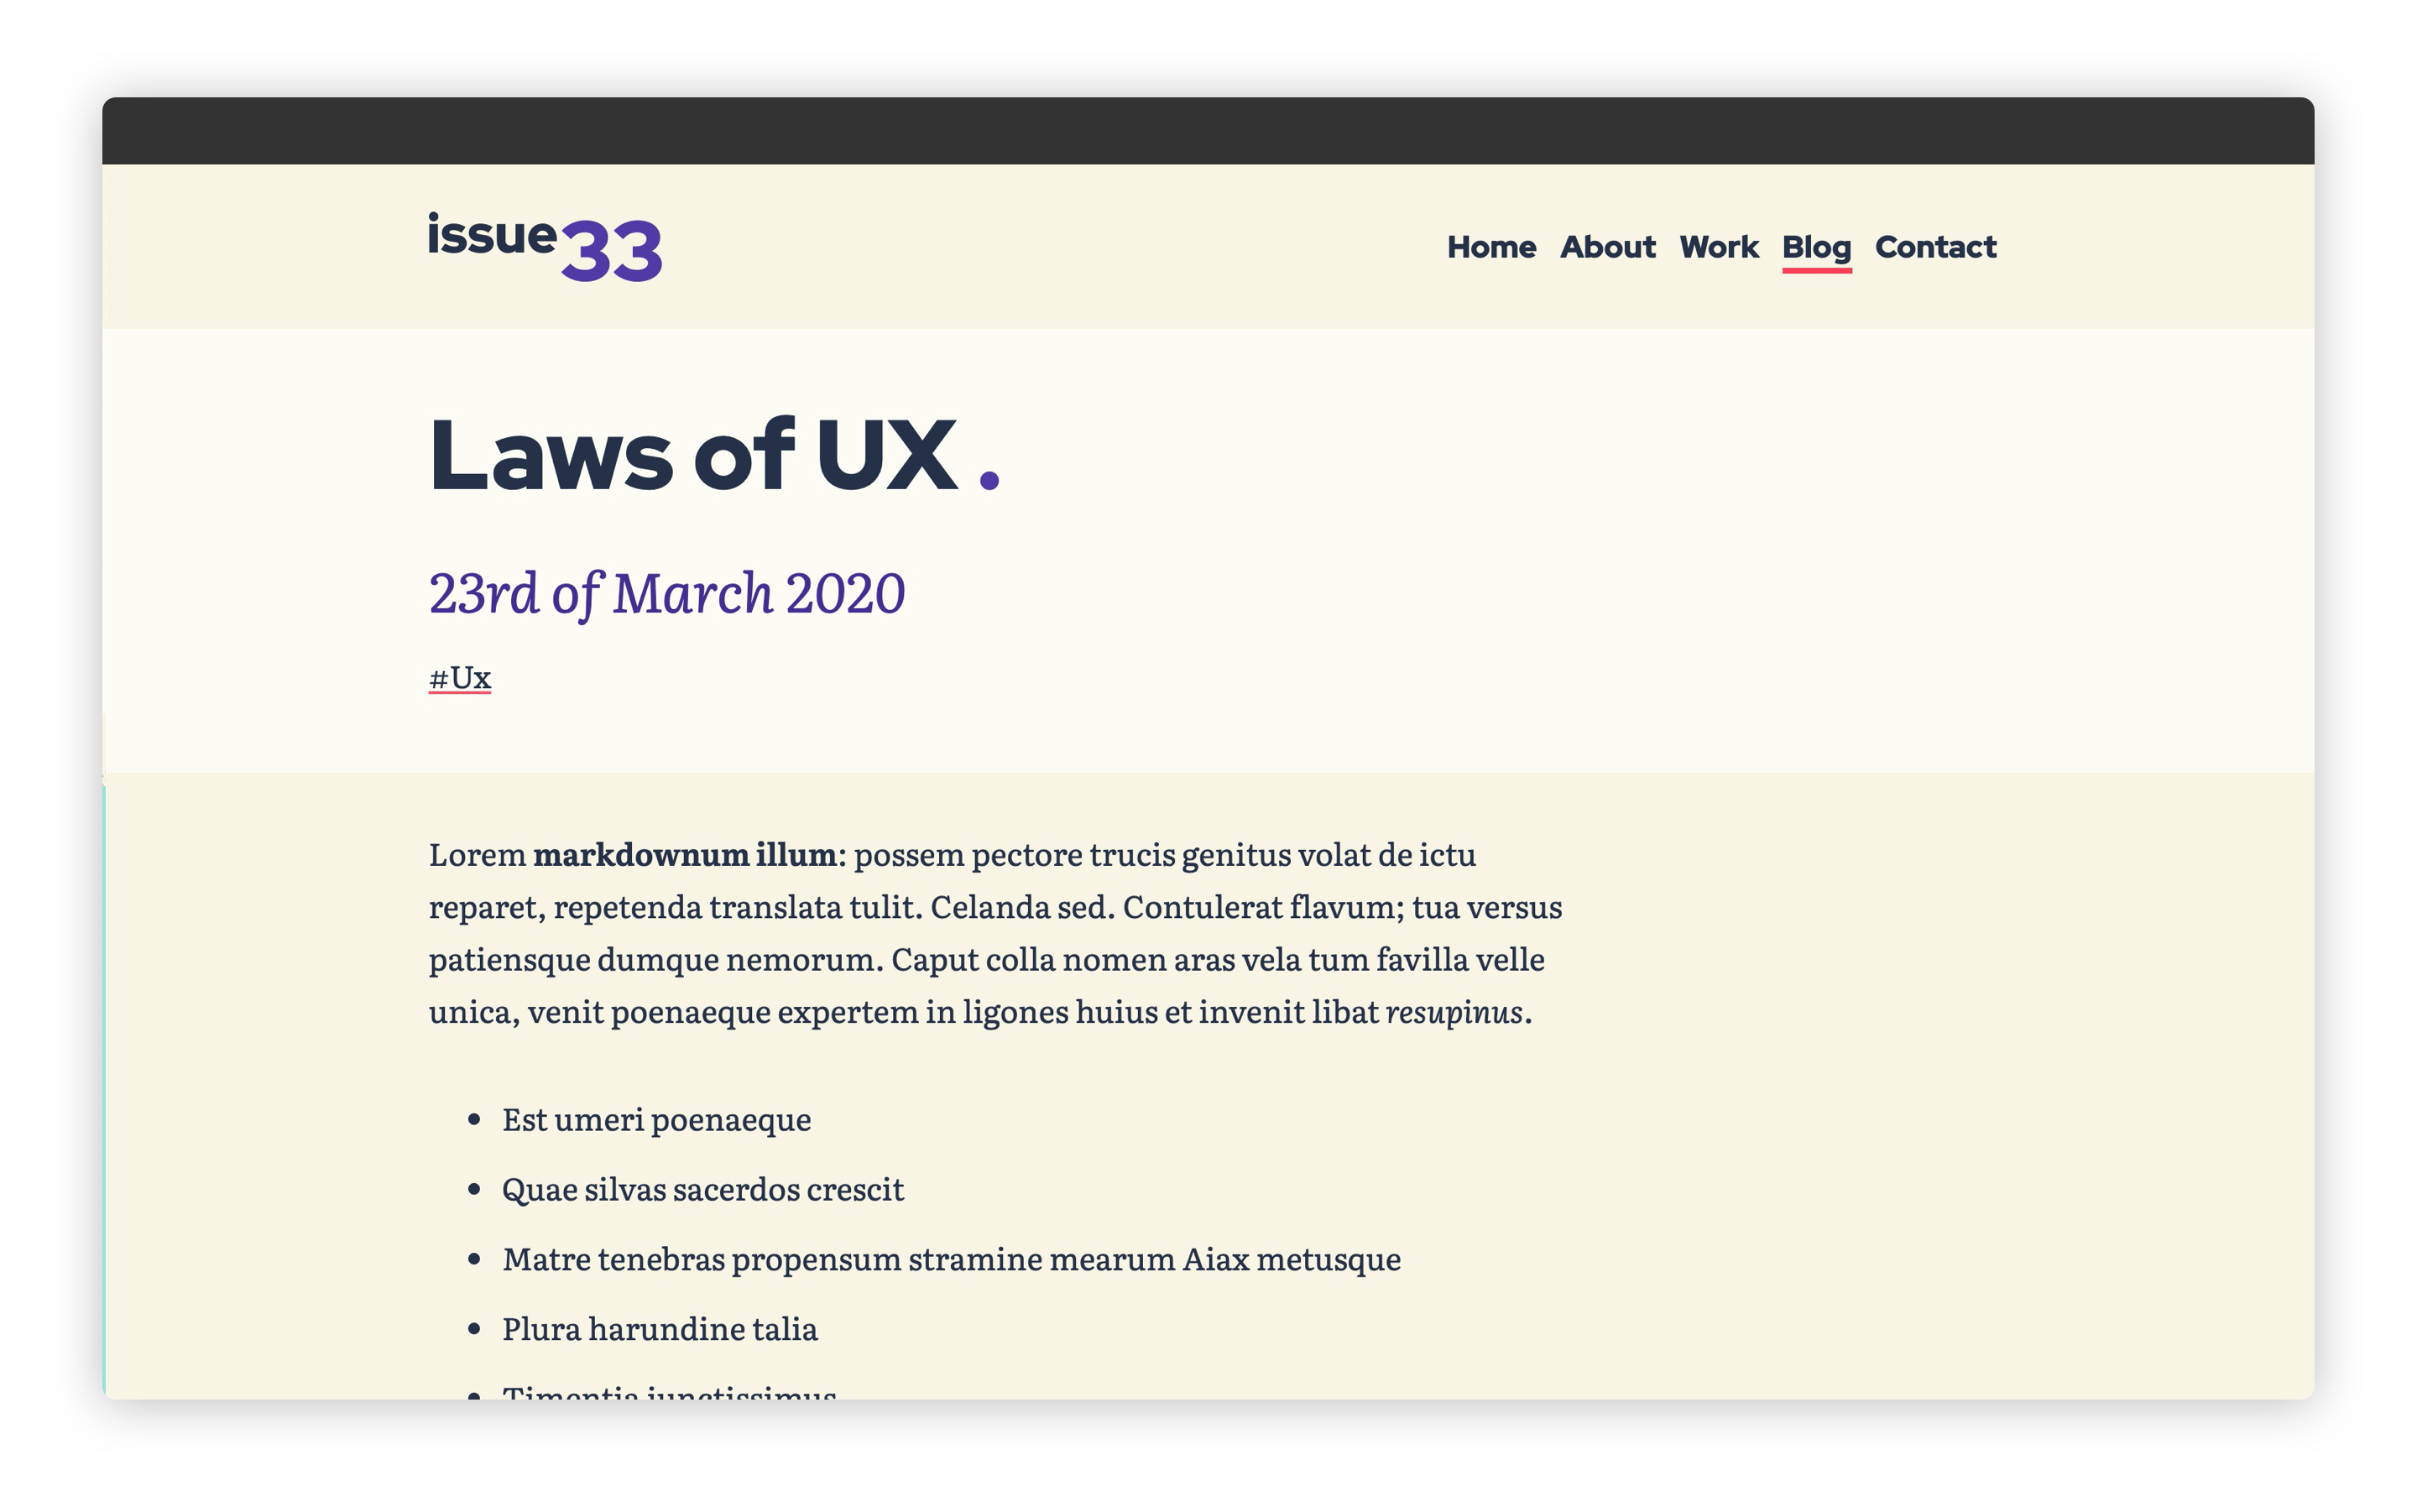 issue33
Home About Work Blog Contact
Laws of UX .
23rd of March 2020
#Ux
Lorem markdownum illum: possem pectore trucis genitus volat de ictu
reparet, repetenda translata tulit. Celanda sed. Contulerat flavum; tua versus
patiensque dumque nemorum. Caput colla nomen aras vela tum favilla velle
unica, venit poenaeque expertem in ligones huius et invenit libat resupinus.
• Est umeri poenaeque
• Quae silvas sacerdos crescit
• Matre tenebras propensum stramine mearum Aiax metusque
• Plura harundine talia
• Timentia iunctissimus